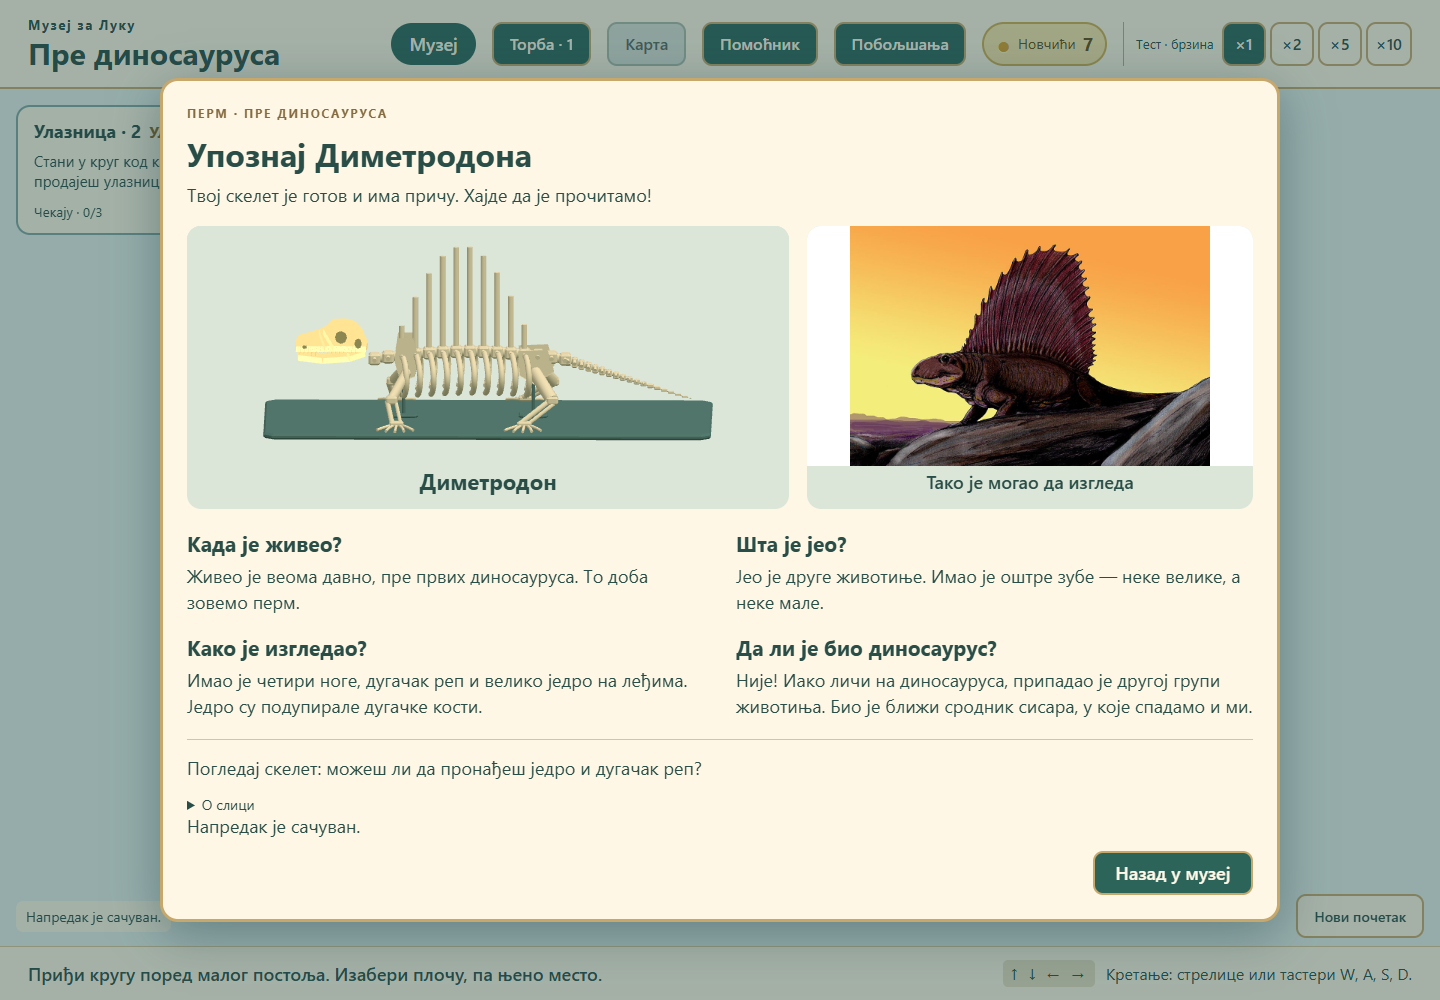 Музеј за Луку
Пре диносауруса
Музеј
Торба · 1
Карта
Помоћник
Побољшања
Новчићи 7
Тест · брзина
×1
×2
×5
×10
Улазница · 2
Стани у круг код
продајеш улазниц
Чекају · 0/3
ПЕРМ · ПРЕ ДИНОСАУРУСА
Упознај Диметродона
Твој скелет је готов и има причу. Хајде да је прочитамо!
Диметродон
Тако је могао да изгледа
Када је живео?
Живео је веома давно, пре првих диносауруса. То доба
зовемо перм.
Шта је јео?
Јео је друге животиње. Имао је оштре зубе — неке велике, а
неке мале.
Како је изгледао?
Имао је четири ноге, дугачак реп и велико једро на леђима.
Једро су подупирале дугачке кости.
Да ли је био диносаурус?
Није! Иако личи на диносауруса, припадао је другој групи
животиња. Био је ближи сродник сисара, у које спадамо и ми.
Погледај скелет: можеш ли да пронађеш једро и дугачак реп?
▶ О слици
Напредак је сачуван.
Назад у музеј
Напредак је сачуван.
Нови почетак
Приђи кругу поред малог постоља. Изабери плочу, па њено место.
↑ ↓ ← → Кретање: стрелице или тастери W, A, S, D.